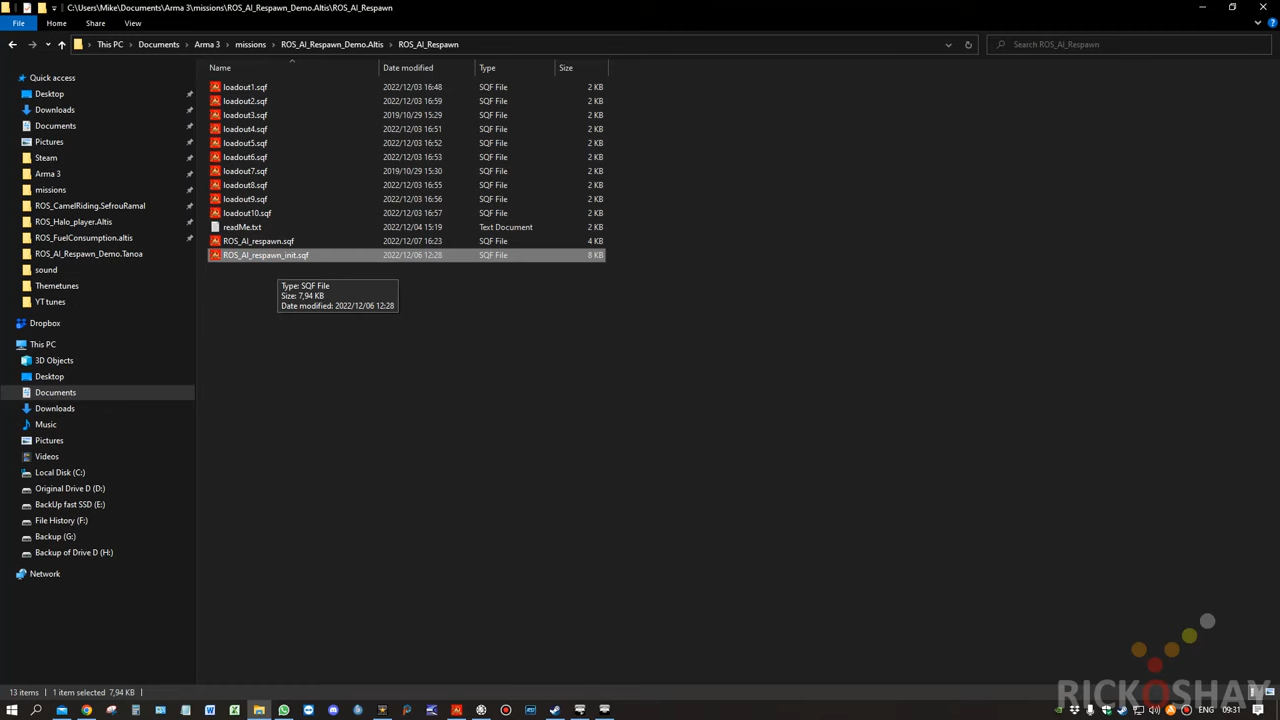 C:\Users\Mike\Documents\Arma 3\missions\ROS_AI_Respawn_Demo.Altis\ROS_AI_Respawn
File Home Share View
This PC Documents Arma 3 missions ROS_AI_Respawn_Demo.Altis ROS_AI_Respawn Search ROS_AI_Respawn
Name Date modified Type Size
Quick access
Desktop
Downloads
Documents
Pictures
Steam
Arma 3
missions
ROS_CamelRiding.SefrouRamal
ROS_Halo_player.Altis
ROS_FuelConsumption.altis
ROS_AI_Respawn_Demo.Tanoa
sound
Themetunes
YT tunes
Dropbox
This PC
3D Objects
Desktop
Documents
Downloads
Music
Pictures
Videos
Local Disk (C:)
Original Drive D (D:)
BackUp fast SSD (E:)
File History (F:)
Backup (G:)
Backup of Drive D (H:)
Network
loadout1.sqf 2022/12/03 16:48 SQF File 2 KB
loadout2.sqf 2022/12/03 16:59 SQF File 2 KB
loadout3.sqf 2019/10/29 15:29 SQF File 2 KB
loadout4.sqf 2022/12/03 16:51 SQF File 2 KB
loadout5.sqf 2022/12/03 16:52 SQF File 2 KB
loadout6.sqf 2022/12/03 16:53 SQF File 2 KB
loadout7.sqf 2019/10/29 15:30 SQF File 2 KB
loadout8.sqf 2022/12/03 16:55 SQF File 2 KB
loadout9.sqf 2022/12/03 16:56 SQF File 2 KB
loadout10.sqf 2022/12/03 16:57 SQF File 2 KB
readMe.txt 2022/12/04 15:19 Text Document 2 KB
ROS_AI_respawn.sqf 2022/12/07 16:23 SQF File 4 KB
ROS_AI_respawn_init.sqf 2022/12/06 12:28 SQF File 8 KB
Type: SQF File
Size: 7,94 KB
Date modified: 2022/12/06 12:28
13 items 1 item selected 7,94 KB
RICKOSHAY
ENG 09:31